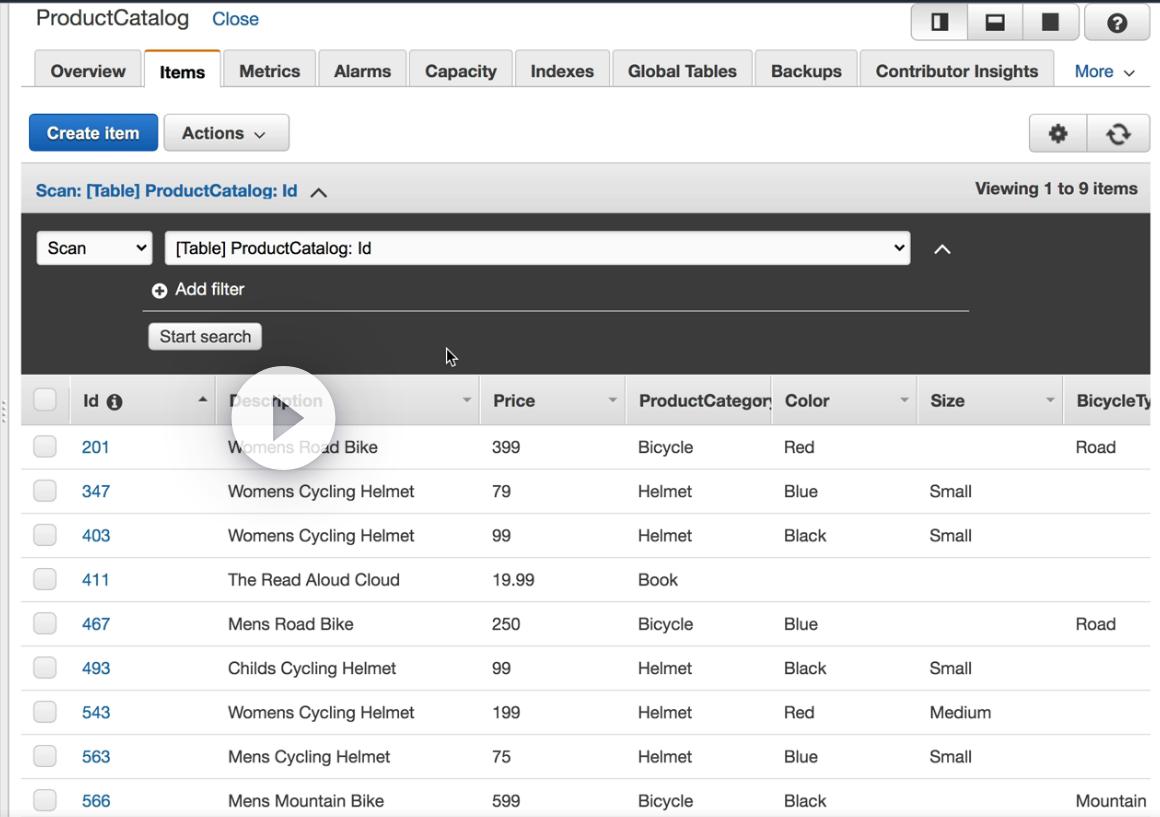 ProductCatalog Close
Overview Items Metrics Alarms Capacity Indexes Global Tables Backups Contributor Insights More
Create item Actions
Scan: [Table] ProductCatalog: Id Viewing 1 to 9 items
Scan [Table] ProductCatalog: Id
Add filter
Start search
Id Description Price ProductCategory Color Size BicycleTy
201 Womens Road Bike 399 Bicycle Red Road
347 Womens Cycling Helmet 79 Helmet Blue Small
403 Womens Cycling Helmet 99 Helmet Black Small
411 The Read Aloud Cloud 19.99 Book
467 Mens Road Bike 250 Bicycle Blue Road
493 Childs Cycling Helmet 99 Helmet Black Small
543 Womens Cycling Helmet 199 Helmet Red Medium
563 Mens Cycling Helmet 75 Helmet Blue Small
566 Mens Mountain Bike 599 Bicycle Black Mountain